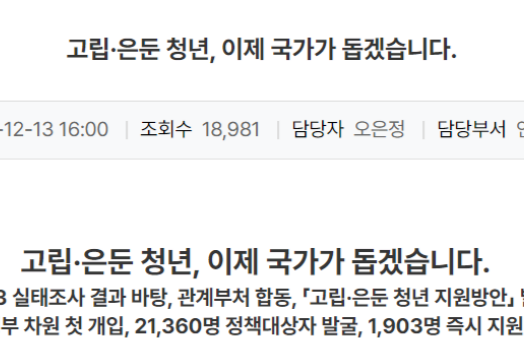 고립·은둔 청년, 이제 국가가 돕겠습니다.
-12-13 16:00 | 조회수 18,981 | 담당자 오은정 | 담당부서
고립·은둔 청년, 이제 국가가 돕겠습니다.
3 실태조사 결과 바탕, 관계부처 합동, 「고립·은둔 청년 지원방안」
부 차원 첫 개입, 21,360명 정책대상자 발굴, 1,903명 즉시 지원